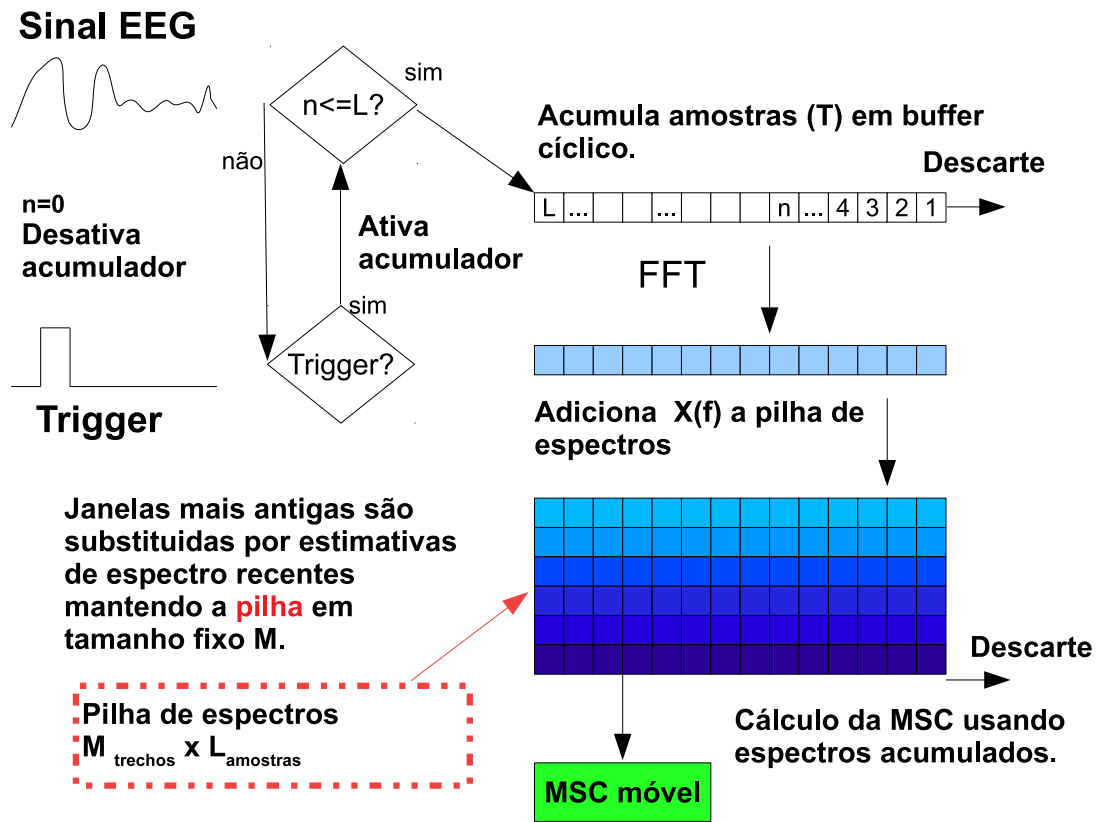 Sinal EEG
sim
n<=L?
não
Acumula amostras (T) em buffer
cíclico.
Descarte
L ... ... n ... 4 3 2 1
n=0
Desativa
acumulador
Ativa
acumulador
FFT
sim
Trigger?
Trigger
Adiciona X(f) a pilha de
espectros
Janelas mais antigas são
substituidas por estimativas
de espectro recentes
mantendo a pilha em
tamanho fixo M.
Descarte
Pilha de espectros
M trechos x Lamostras
Cálculo da MSC usando
espectros acumulados.
MSC móvel